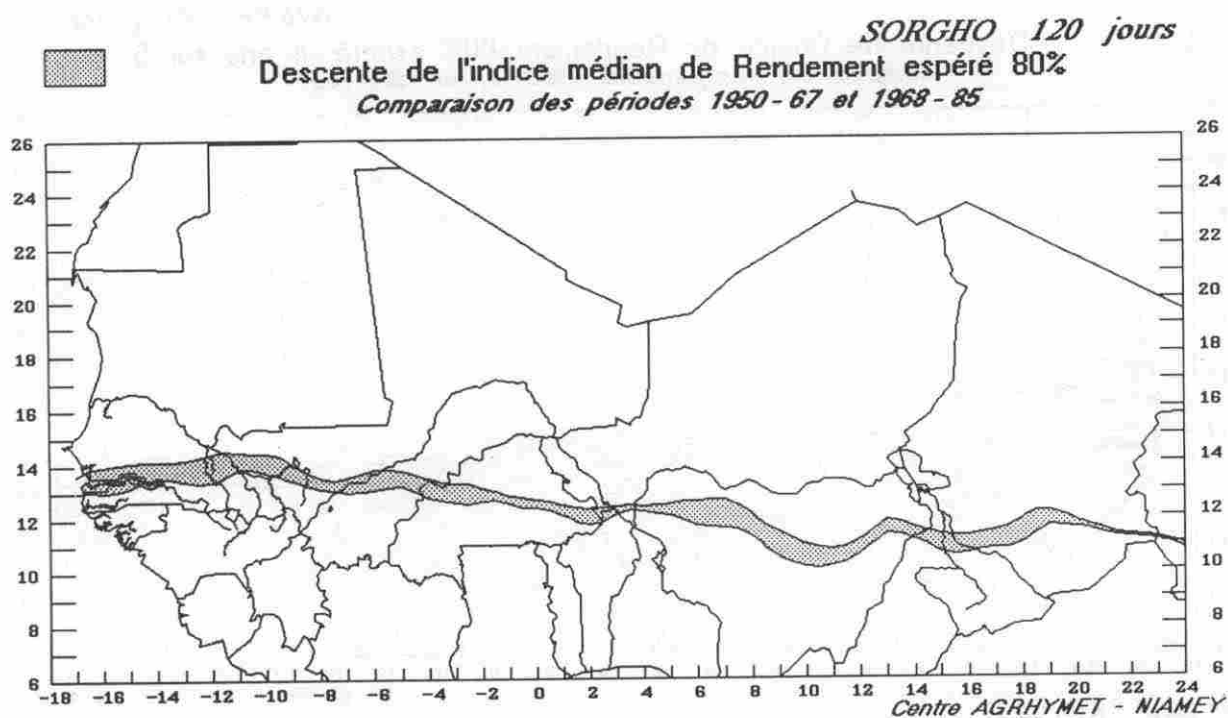 SORGHO 120 jours
Descente de l'indice médian de Rendement espéré 80%
Comparaison des périodes 1950-67 et 1968-85
26 26
24 24
22 22
20 20
18 18
16 16
14 14
12 12
10 10
8 8
6 6
-18 -16 -14 -12 -10 -8 -6 -4 -2 0 2 4 6 8 10 12 14 16 18 20 22 24
Centre AGRHYMET - NIAMEY